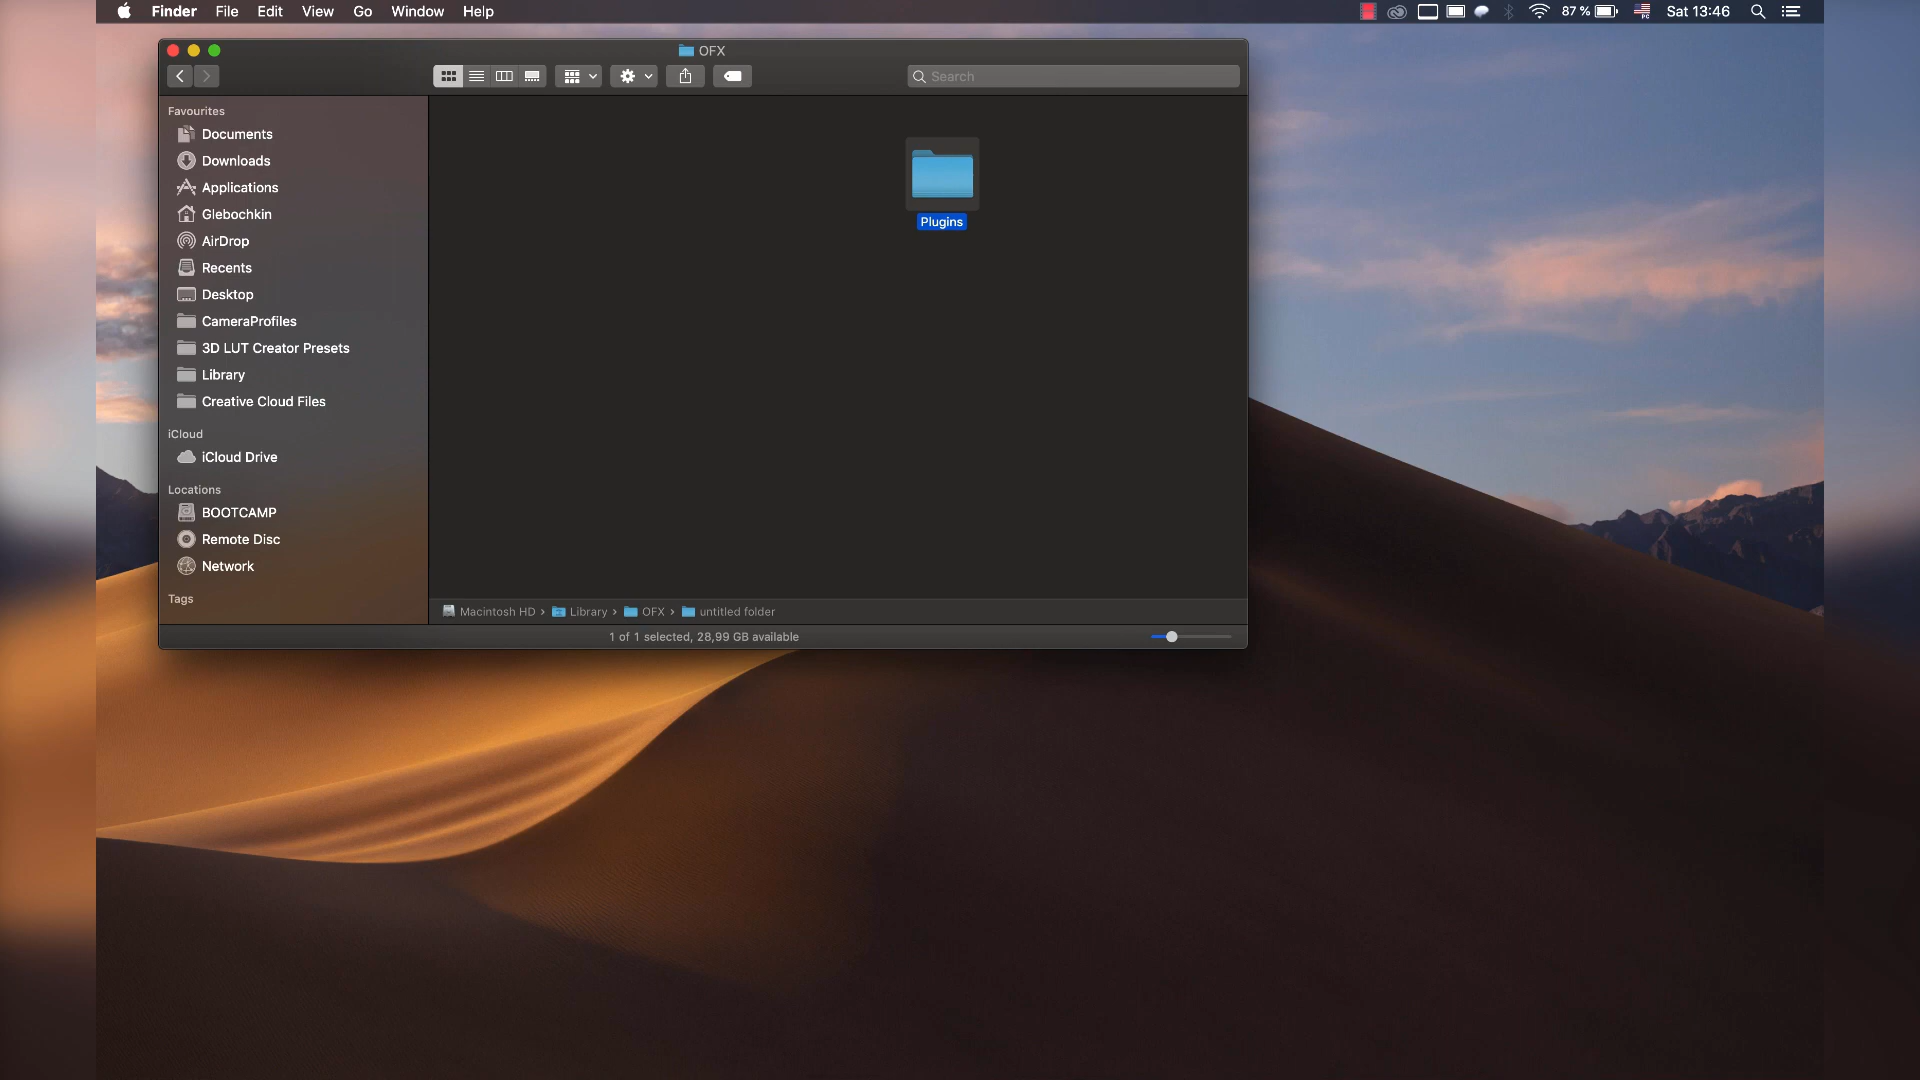 Finder File Edit View Go Window Help
87 % Sat 13:46
OFX
Search
Favourites
Documents
Downloads
Applications
Glebochkin
AirDrop
Recents
Desktop
CameraProfiles
3D LUT Creator Presets
Library
Creative Cloud Files
iCloud
iCloud Drive
Locations
BOOTCAMP
Remote Disc
Network
Tags
Plugins
Macintosh HD › Library › OFX › untitled folder
1 of 1 selected, 28,99 GB available